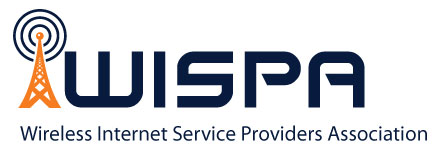 WISPA
Wireless Internet Service Providers Association